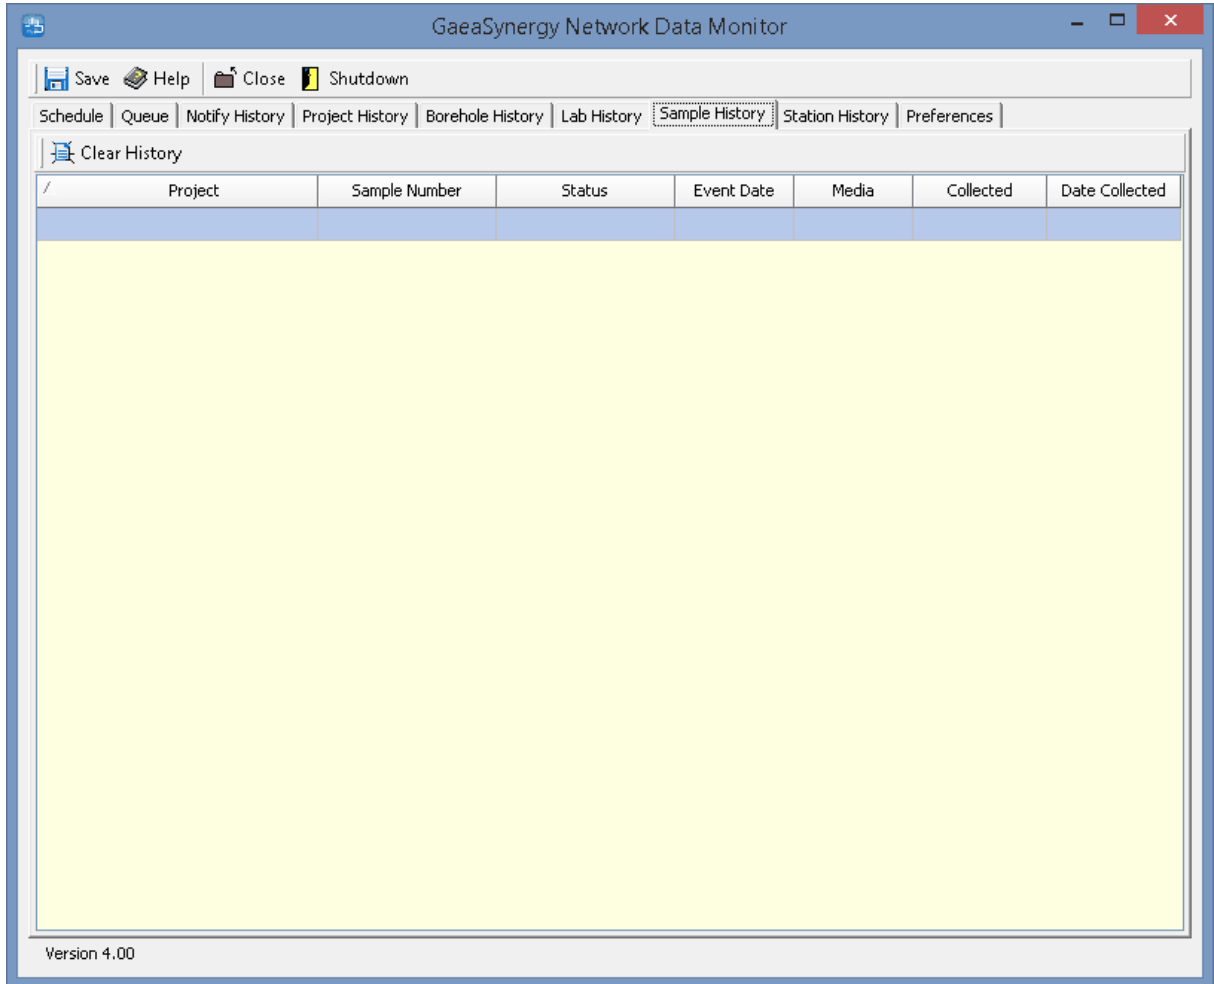 GaeaSynergy Network Data Monitor
Save Help Close Shutdown
Schedule Queue Notify History Project History Borehole History Lab History Sample History Station History Preferences
Clear History
Project Sample Number Status Event Date Media Collected Date Collected
Version 4.00